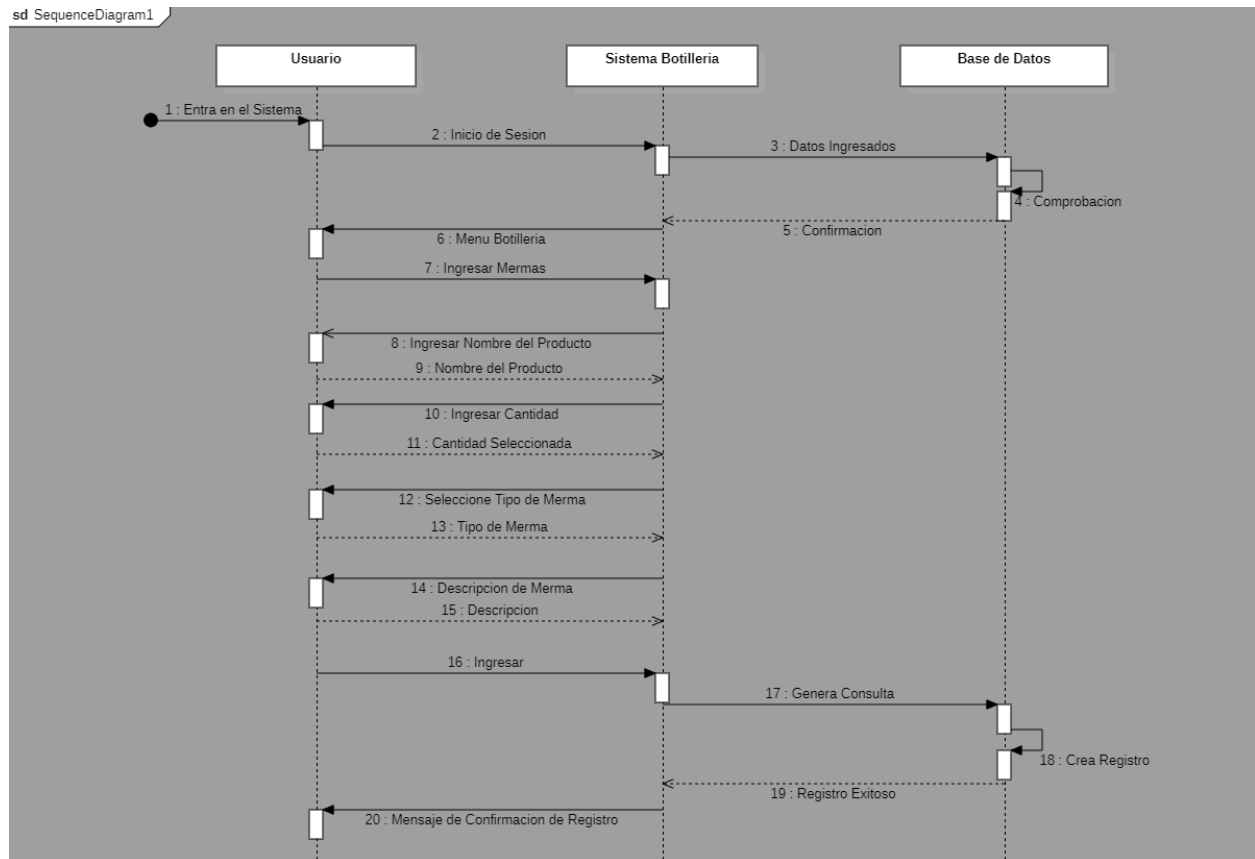 sd SequenceDiagram1
Usuario
Sistema Botilleria
Base de Datos
1 : Entra en el Sistema
2 : Inicio de Sesion
3 : Datos Ingresados
4 : Comprobacion
5 : Confirmacion
6 : Menu Botilleria
7 : Ingresar Mermas
8 : Ingresar Nombre del Producto
9 : Nombre del Producto
10 : Ingresar Cantidad
11 : Cantidad Seleccionada
12 : Seleccione Tipo de Merma
13 : Tipo de Merma
14 : Descripcion de Merma
15 : Descripcion
16 : Ingresar
17 : Genera Consulta
18 : Crea Registro
19 : Registro Exitoso
20 : Mensaje de Confirmacion de Registro